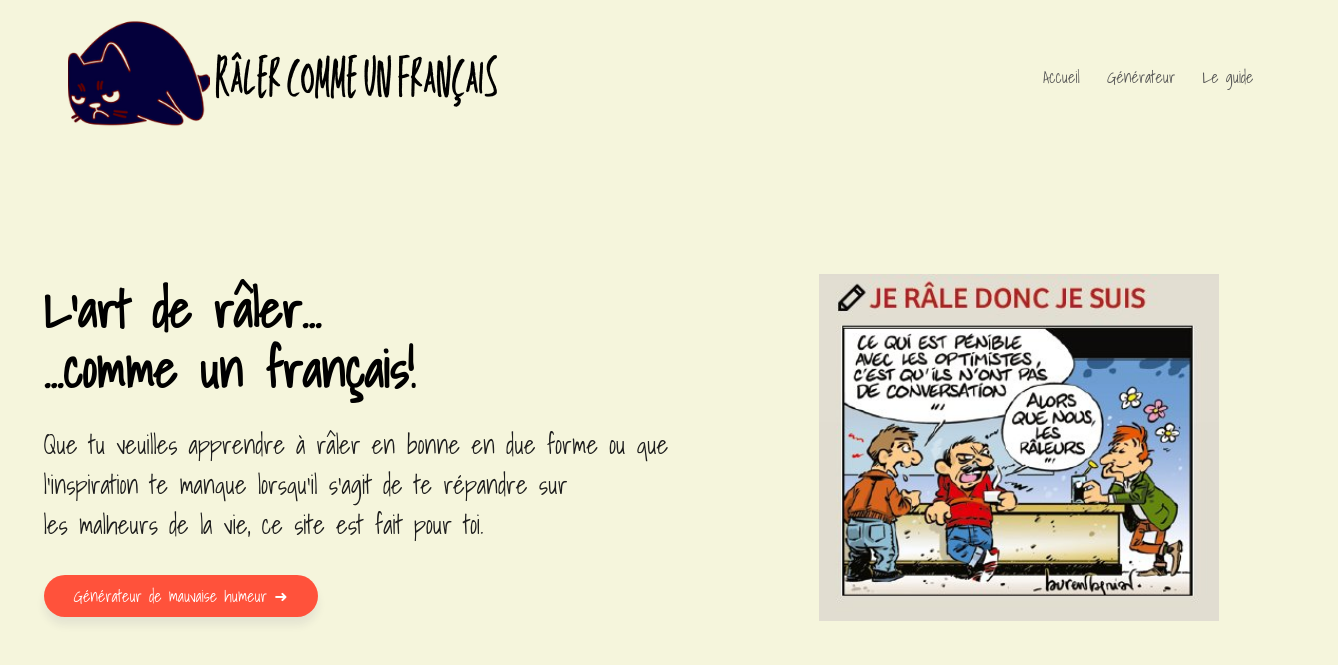 RÂLER COMME UN FRANÇAIS
Accueil
Générateur
Le guide
L'art de râler...
...comme un français!
Que tu veuilles apprendre à râler en bonne en due forme ou que
l'inspiration te manque lorsqu'il s'agit de te répandre sur
les malheurs de la vie, ce site est fait pour toi.
Générateur de mauvaise humeur ➔
JE RÂLE DONC JE SUIS
CE QUI EST PÉNIBLE
AVEC LES OPTIMISTES,
C'EST QU'ILS N'ONT PAS
DE CONVERSATION
...
ALORS
QUE NOUS,
LES
RÂLEURS
...